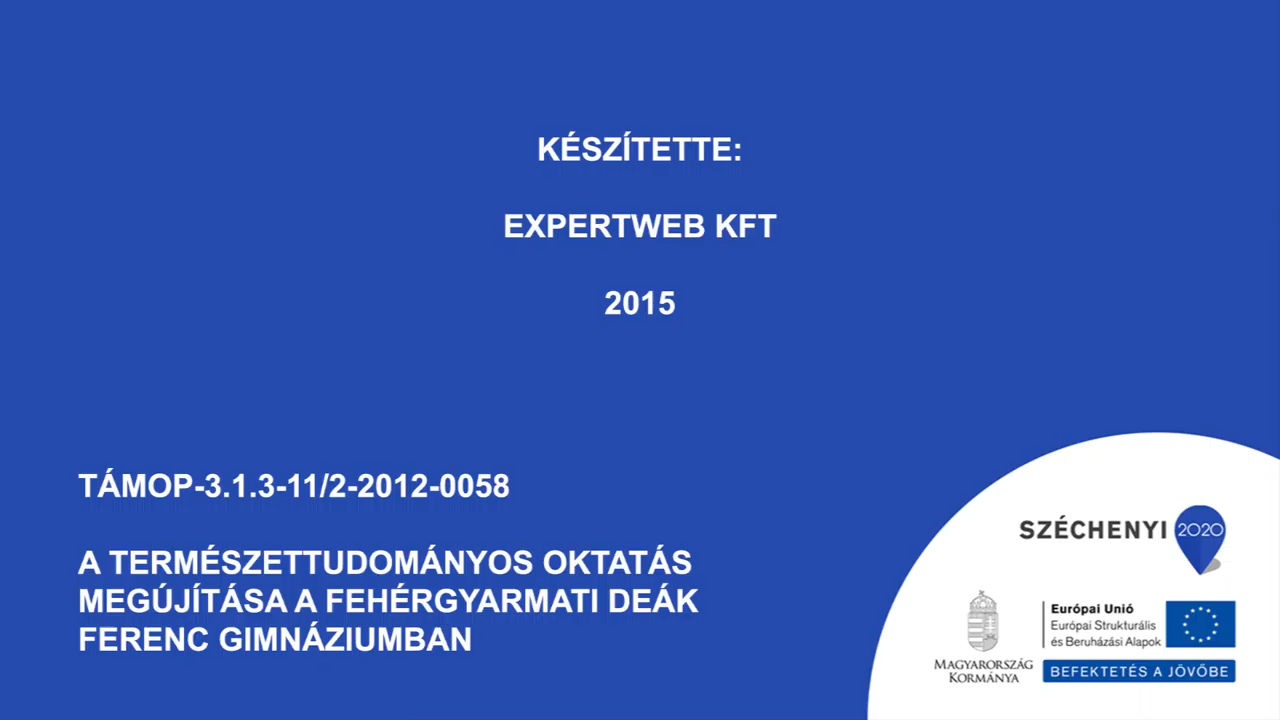 KÉSZÍTETTE:
EXPERTWEB KFT
2015
TÁMOP-3.1.3-11/2-2012-0058
A TERMÉSZETTUDOMÁNYOS OKTATÁS
MEGÚJÍTÁSA A FEHÉRGYARMATI DEÁK
FERENC GIMNÁZIUMBAN
SZÉCHENYI 2020
MAGYARORSZÁG
KORMÁNYA
Európai Unió
Európai Strukturális
és Beruházási Alapok
BEFEKTETÉS A JÖVŐBE